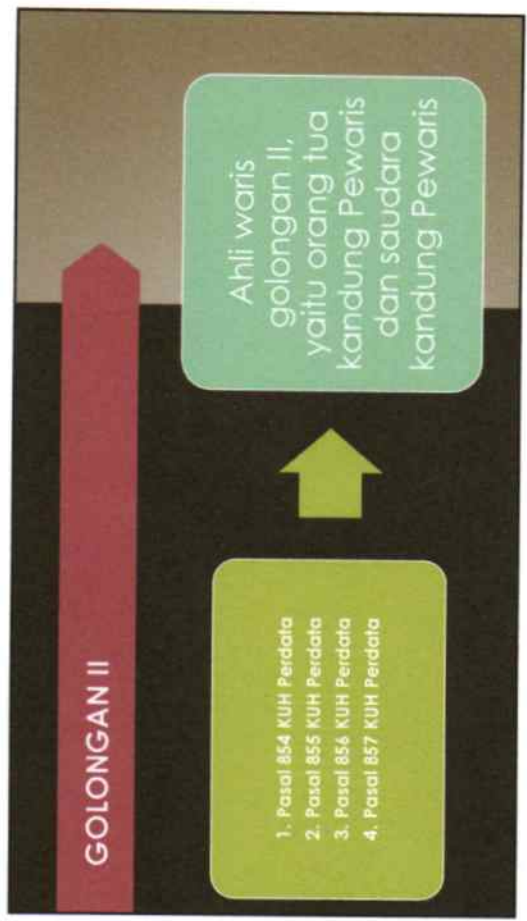 GOLONGAN II
1. Pasal 854 KUH Perdata
2. Pasal 855 KUH Perdata
3. Pasal 856 KUH Perdata
4. Pasal 857 KUH Perdata
Ahli waris
golongan II,
yaitu orang tua
kandung Pewaris
dan saudara
kandung Pewaris